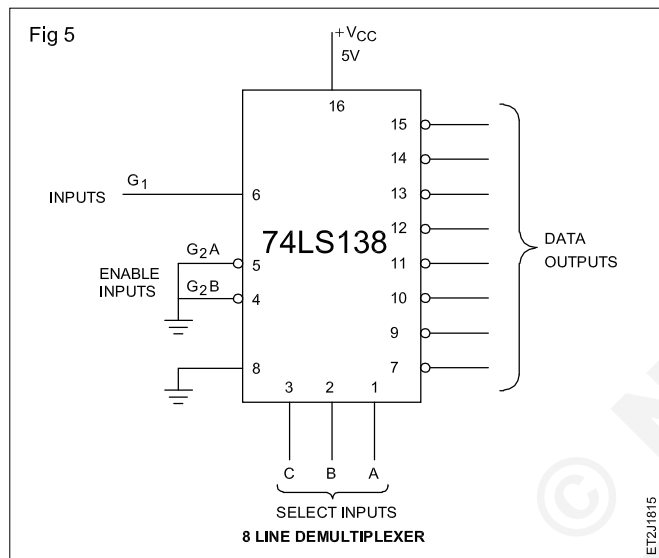 Fig 5
+VCC
5V
16
15
14
G1
INPUTS
6
13
12
74LS138
G2A
5
11
DATA
OUTPUTS
ENABLE
INPUTS
G2B
4
10
9
8
7
3 2 1
C B A
SELECT INPUTS
8 LINE DEMULTIPLEXER
ET2J1815
©